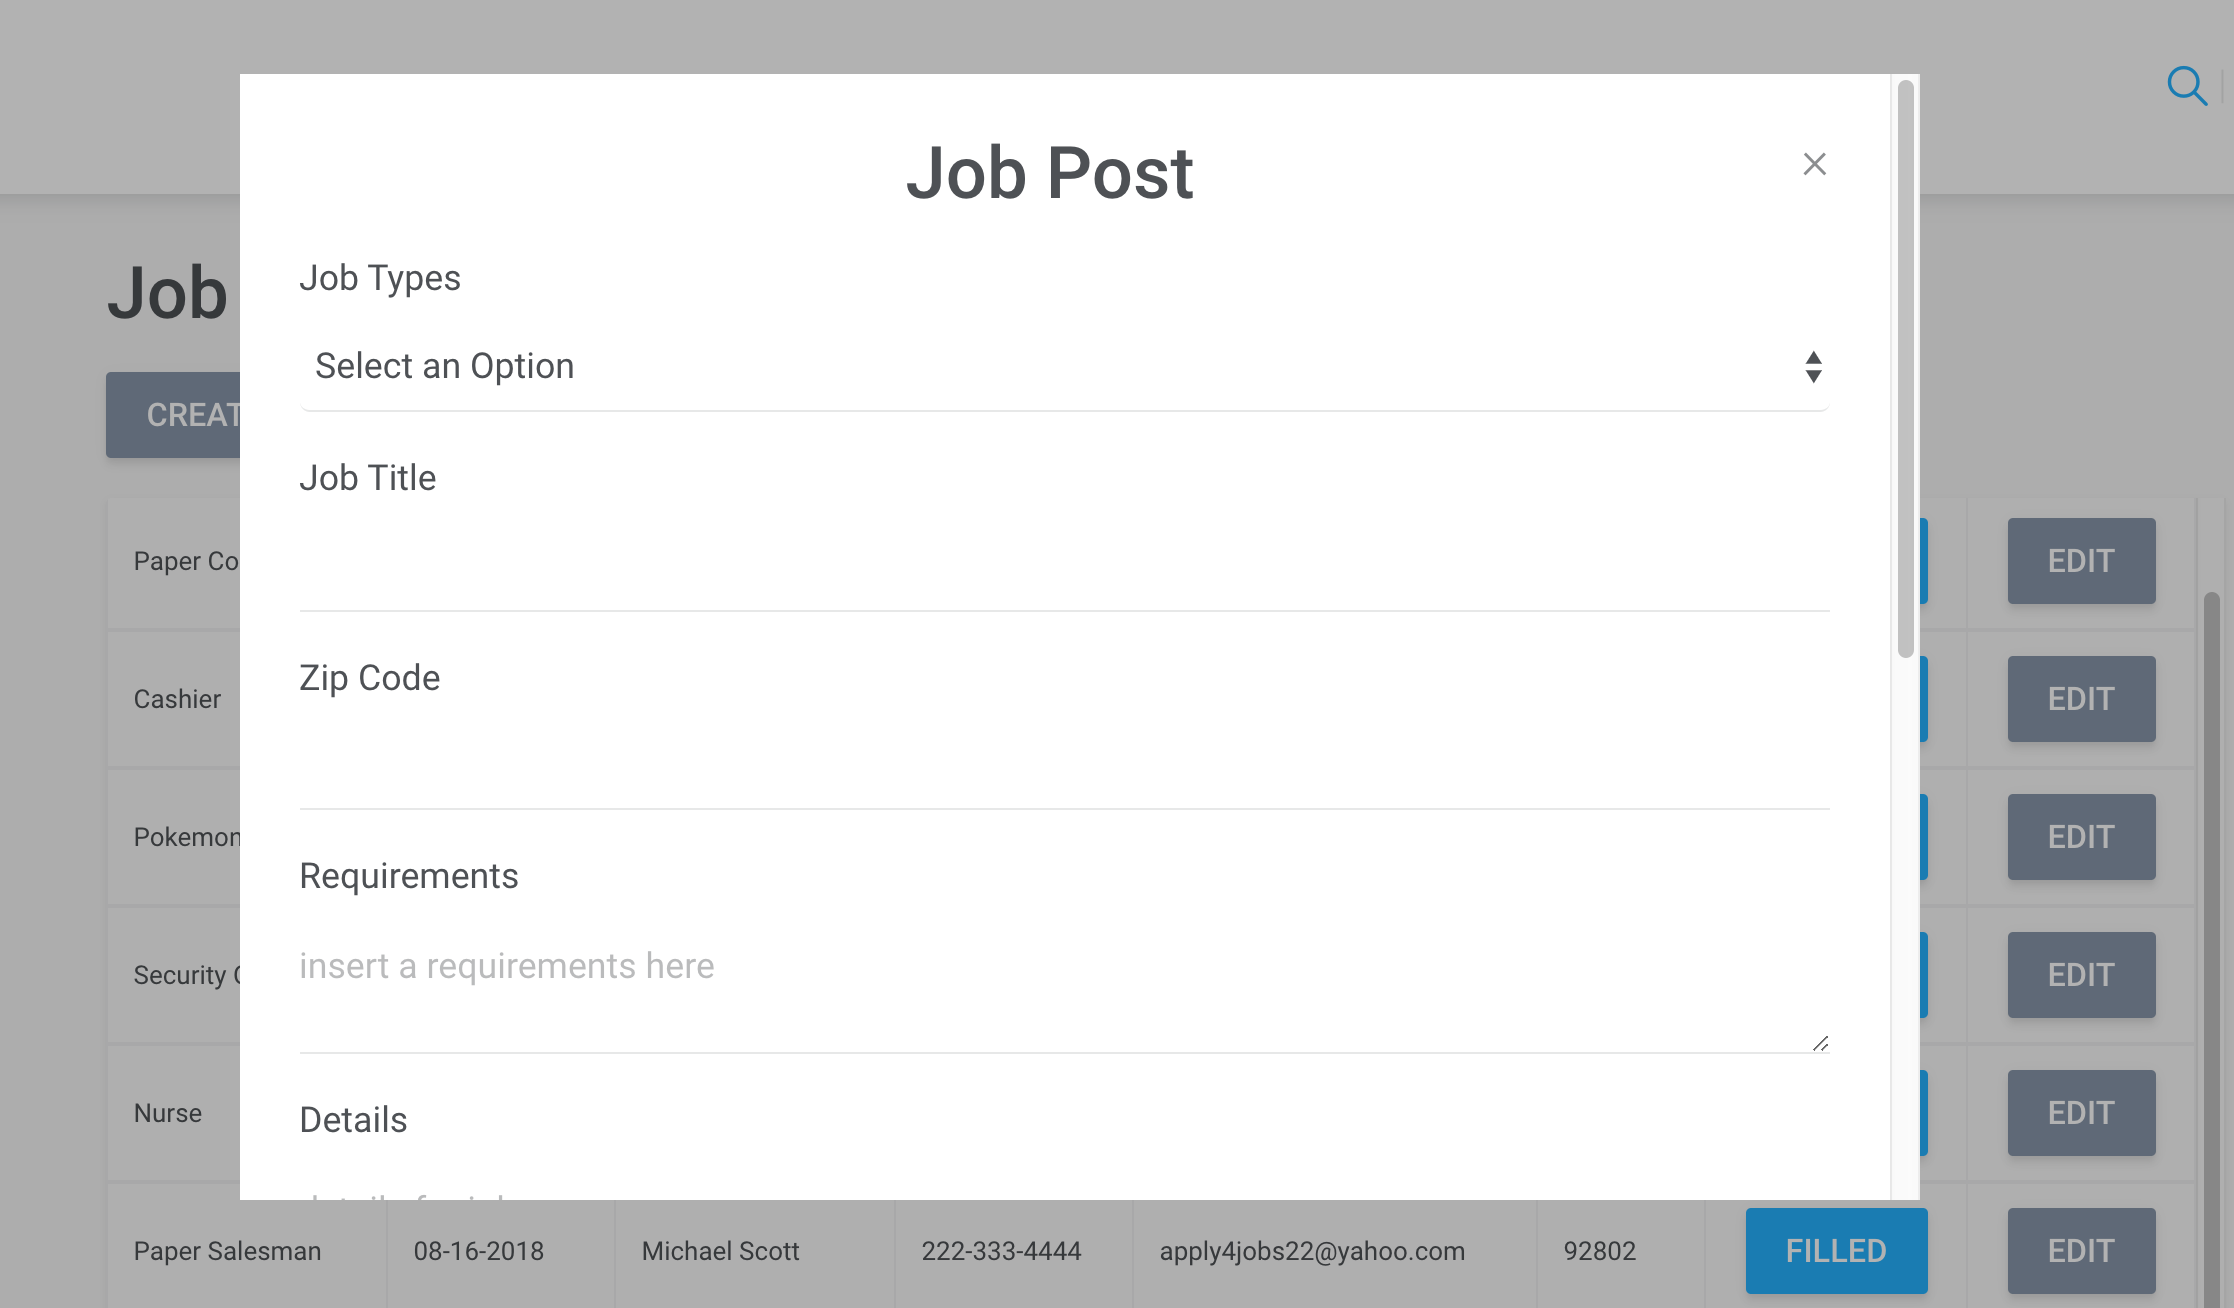 Job Post
Job Types
Job
Select an Option
CREAT
Job Title
Paper Co
EDIT
Zip Code
Cashier
EDIT
Pokemon
EDIT
Requirements
insert a requirements here
Security
EDIT
Nurse
EDIT
Details
Paper Salesman 08-16-2018 Michael Scott 222-333-4444 apply4jobs22@yahoo.com 92802 FILLED EDIT